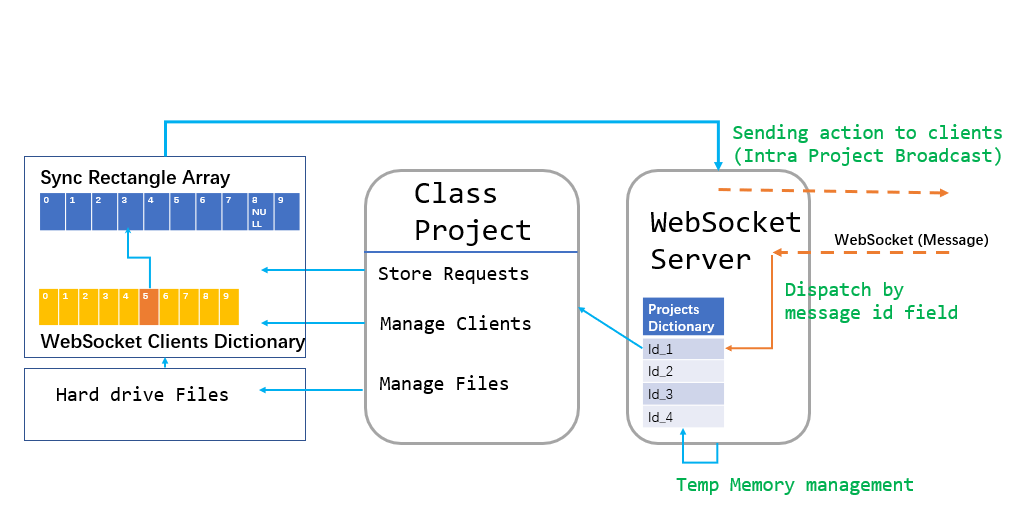 Sending action to clients
(Intra Project Broadcast)
Sync Rectangle Array
0 1 2 3 4 5 6 7 8 9
NU
LL
Class
Project
WebSocket
Server
WebSocket (Message)
Store Requests
Dispatch by
message id field
0 1 2 3 4 5 6 7 8 9
Manage Clients
Projects
Dictionary
WebSocket Clients Dictionary
Id_1
Id_2
Id_3
Id_4
Manage Files
Hard drive Files
Temp Memory management